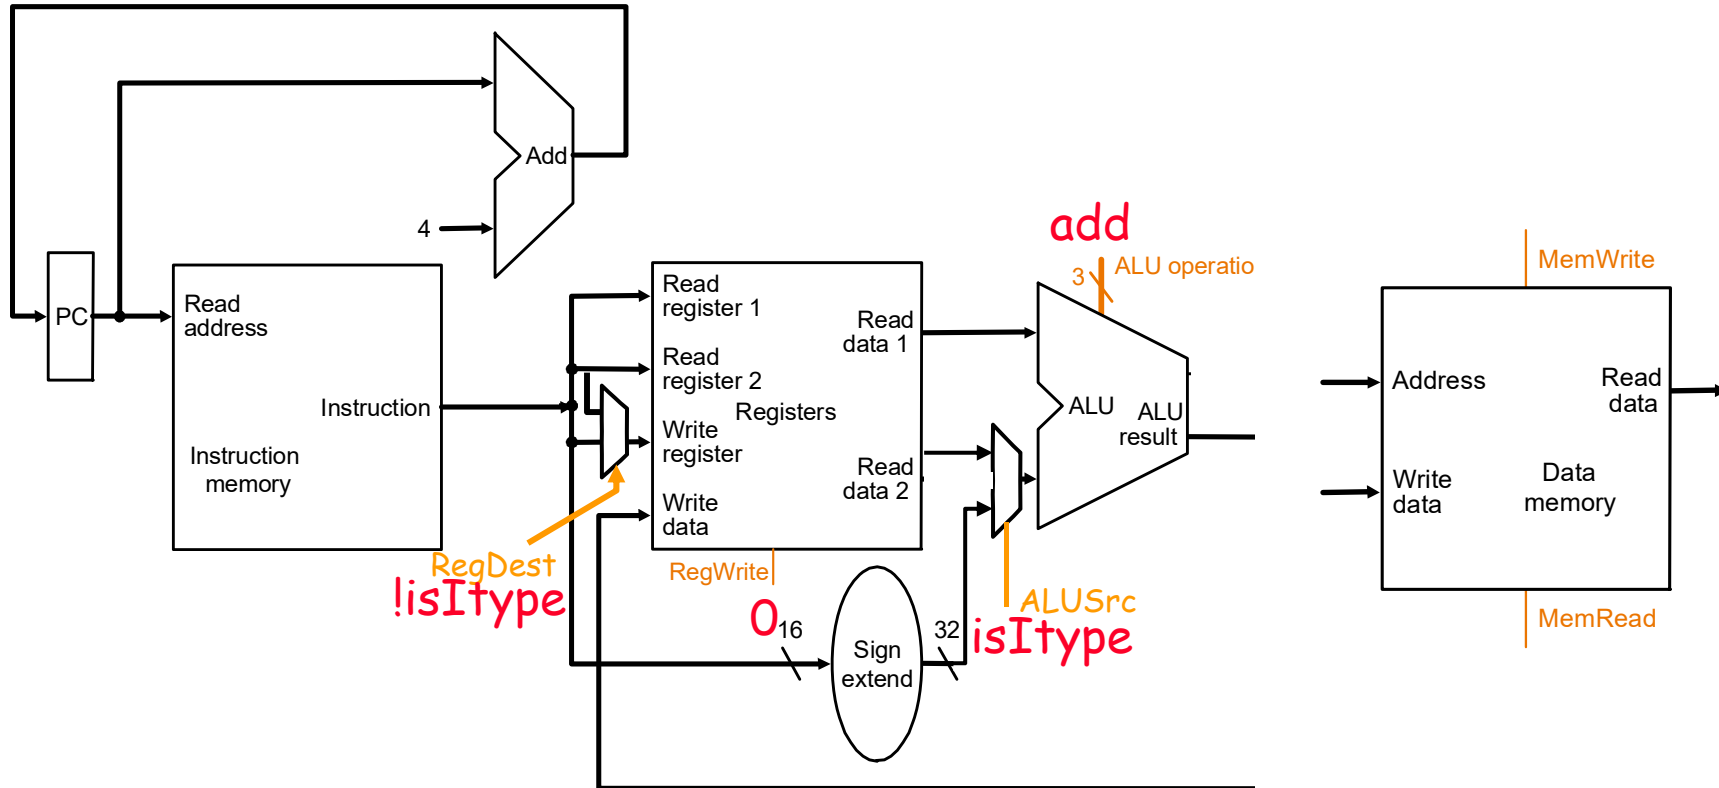 Add
4
add
3
ALU operatio
MemWrite
PC
Read
address
Instruction
Instruction
memory
Read
register 1
Read
register 2
Registers
Write
register
Write
data
Read
data 1
Read
data 2
RegDest
!isItype
RegWrite
0
16
Sign
extend
32
ALUSrc
isItype
ALU
ALU
result
Address
Read
data
Write
data
Data
memory
MemRead